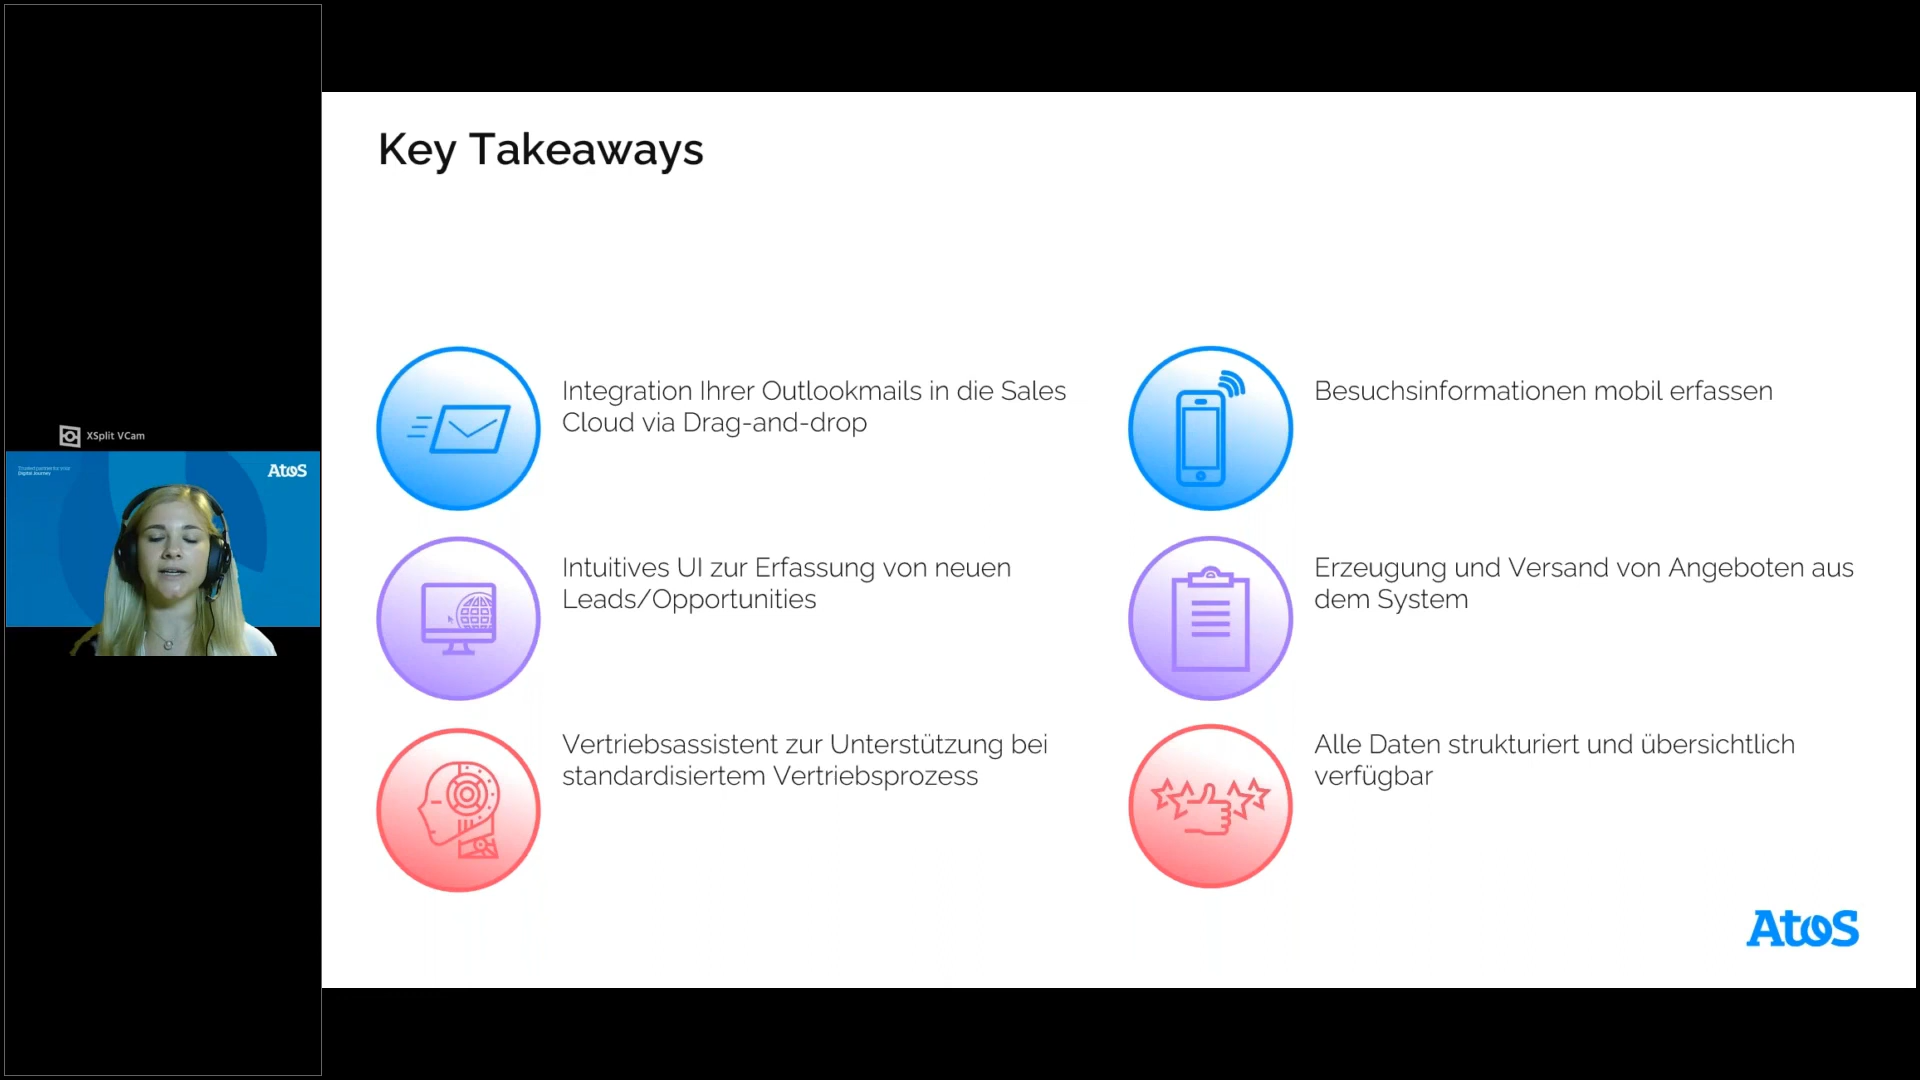 XSplit VCam
Atos
Key Takeaways
Integration Ihrer Outlookmails in die Sales
Cloud via Drag-and-drop
Besuchsinformationen mobil erfassen
Intuitives UI zur Erfassung von neuen
Leads/Opportunities
Erzeugung und Versand von Angeboten aus
dem System
Vertriebsassistent zur Unterstützung bei
standardisiertem Vertriebsprozess
Alle Daten strukturiert und übersichtlich
verfügbar
Atos